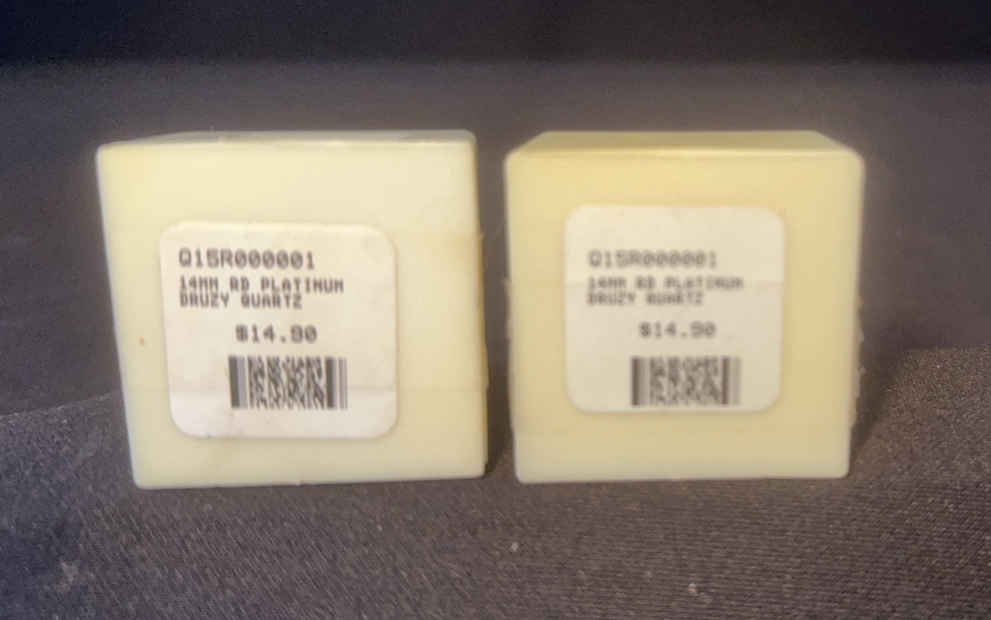 Q15R000001
14MM RD PLATINUM
DRUZY QUARTZ
$14.90
Q15R000001
14MM RD PLATINUM
DRUZY QUARTZ
$14.90